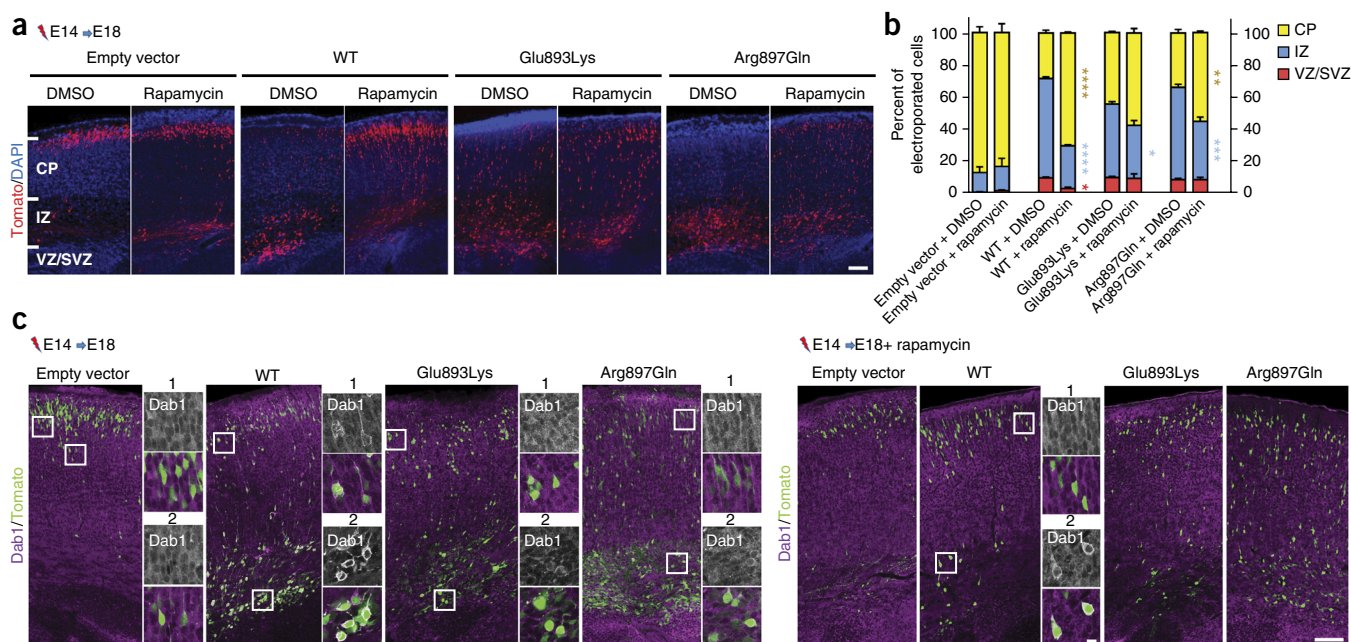 a
E14 E18
Empty vector WT Glu893Lys Arg897Gln
DMSO Rapamycin DMSO Rapamycin DMSO Rapamycin DMSO Rapamycin
Tomato/DAPI
CP
IZ
VZ/SVZ
b
Percent of
electroporated cells
100
80
60
40
20
0
100
80
60
40
20
0
****
****
*
*
**
***
CP
IZ
VZ/SVZ
Empty vector + DMSO
Empty vector + rapamycin
WT + DMSO
WT + rapamycin
Glu893Lys + DMSO
Glu893Lys + rapamycin
Arg897Gln + DMSO
Arg897Gln + rapamycin
c
E14 E18
Empty vector 1 WT 1 Glu893Lys 1 Arg897Gln 1
Dab1/Tomato
Dab1 Dab1 Dab1 Dab1
2 2 2 2
Dab1 Dab1 Dab1 Dab1
E14 E18+ rapamycin
Empty vector WT 1 Glu893Lys Arg897Gln
Dab1/Tomato
Dab1
2
Dab1